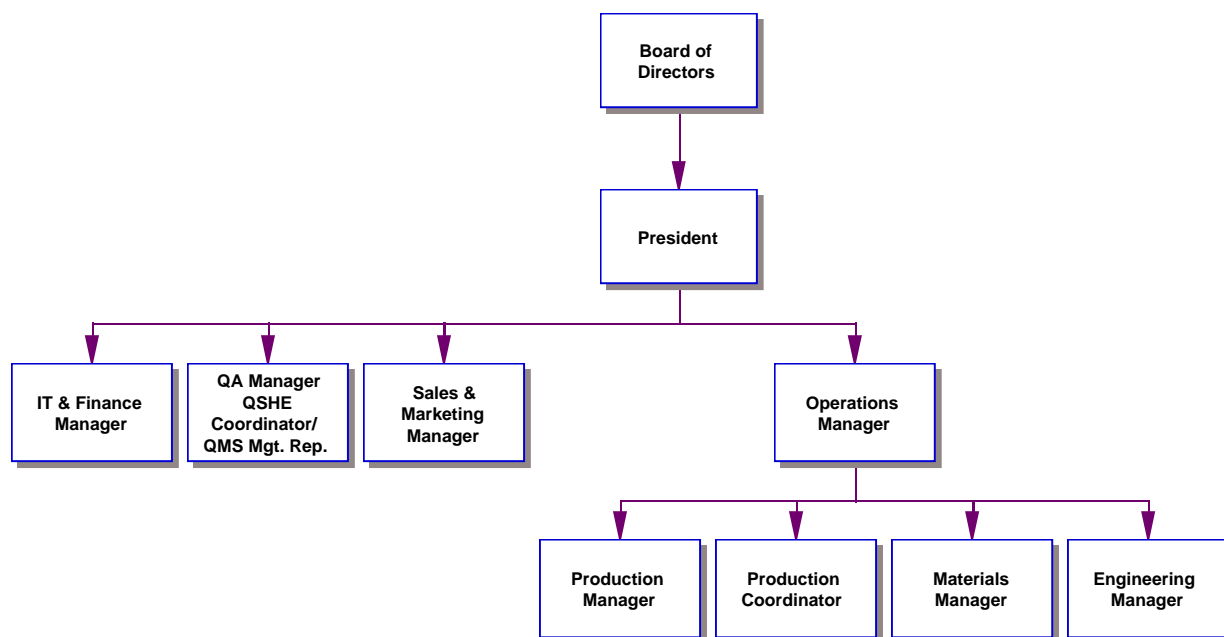 Board of
Directors
President
IT & Finance
Manager
QA Manager
QSHE
Coordinator/
QMS Mgt. Rep.
Sales &
Marketing
Manager
Operations
Manager
Production
Manager
Production
Coordinator
Materials
Manager
Engineering
Manager